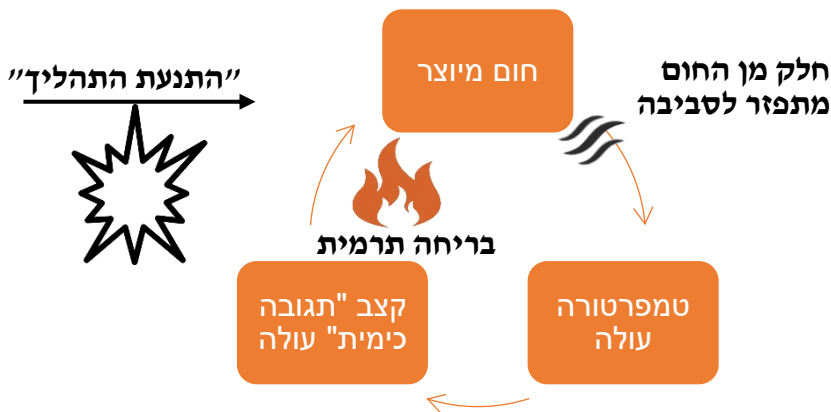 "התנעת התהליך"
חום מיוצר
חלק מן החום
מתפזר לסביבה
בריחה תרמית
טמפרטורה
עולה
קצב "תגובה
כימית" עולה